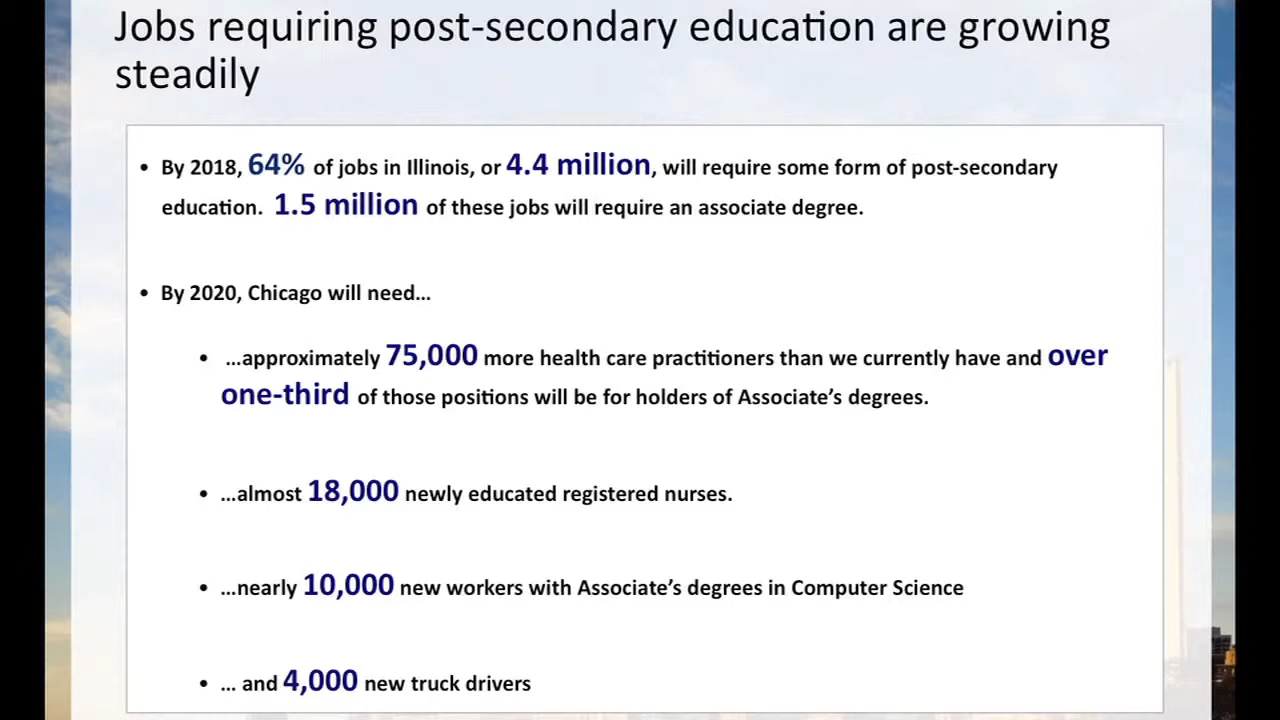 Jobs requiring post-secondary education are growing
steadily
• By 2018, 64% of jobs in Illinois, or 4.4 million, will require some form of post-secondary
education. 1.5 million of these jobs will require an associate degree.
• By 2020, Chicago will need…
• …approximately 75,000 more health care practitioners than we currently have and over
one-third of those positions will be for holders of Associate’s degrees.
• …almost 18,000 newly educated registered nurses.
• …nearly 10,000 new workers with Associate’s degrees in Computer Science
• … and 4,000 new truck drivers